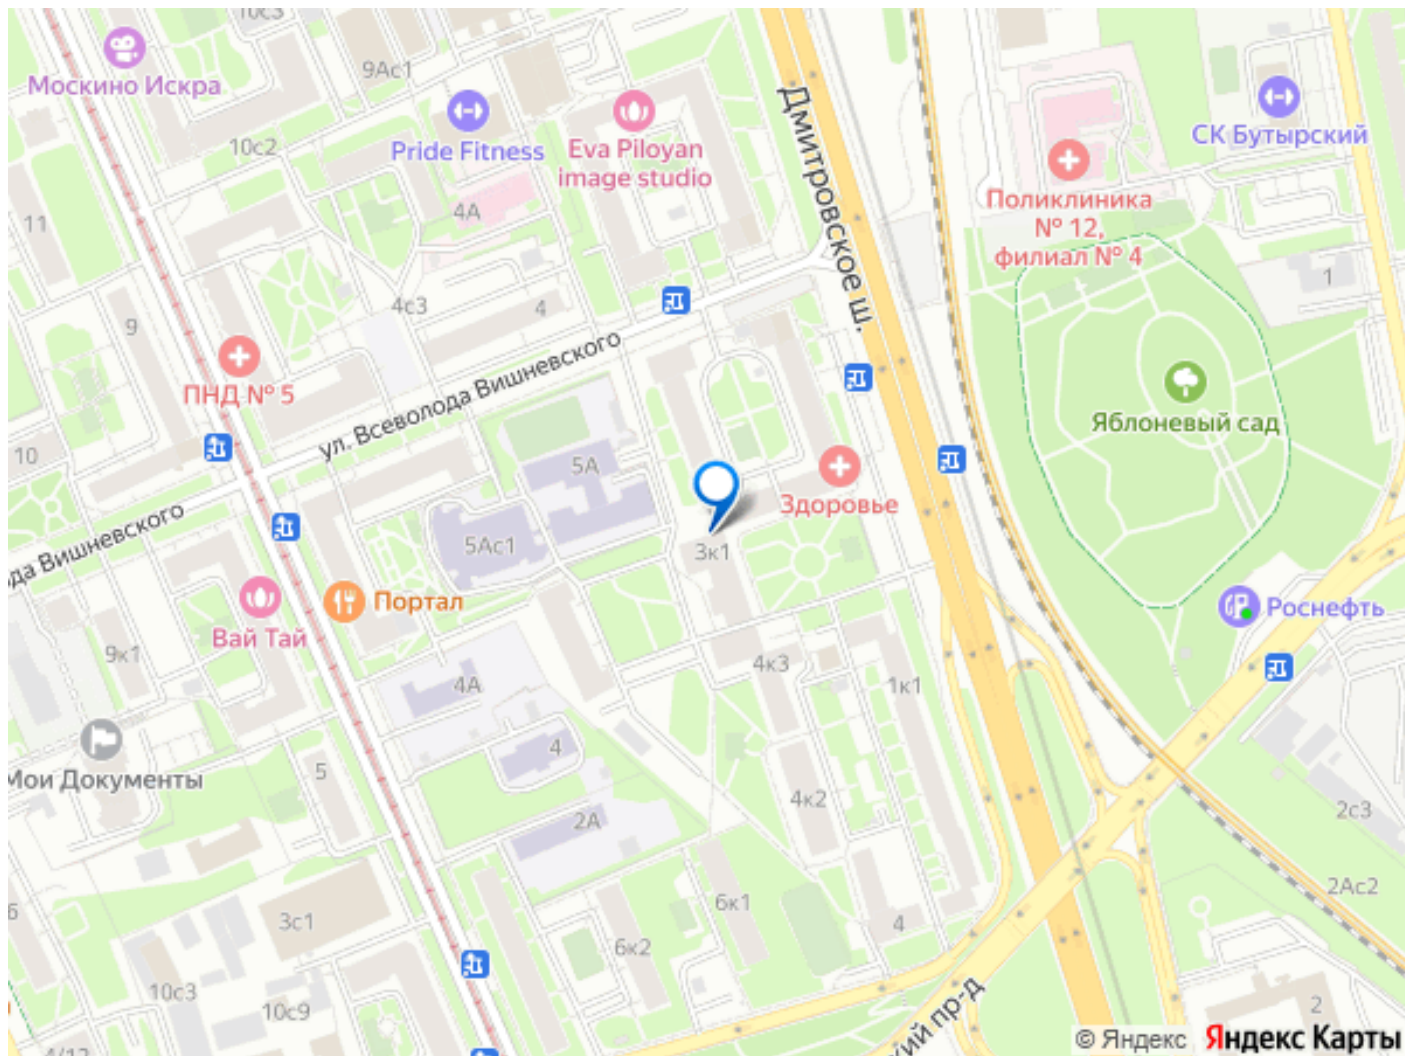 10с3
Москино Искра
9Ас1
10с2
Pride Fitness
Eva Piloyan
image studio
Дмитровское ш.
СК Бутырский
Поликлиника
№ 12,
филиал № 4
11
4А
4с3
4
1
9
ПНД № 5
ул. Всеволода Вишневского
Яблоневый сад
10
5А
Здоровье
Вишневского
5Ас1
3к1
Портал
Роснефть
Вай Тай
9к1
4А
4к3
1к1
Мои Документы
5
4
4к2
2А
2с3
2Ас2
6к1
3с1
6к2
4
10с3
10с9
пр-д
2
4/12
© Яндекс Яндекс Карты